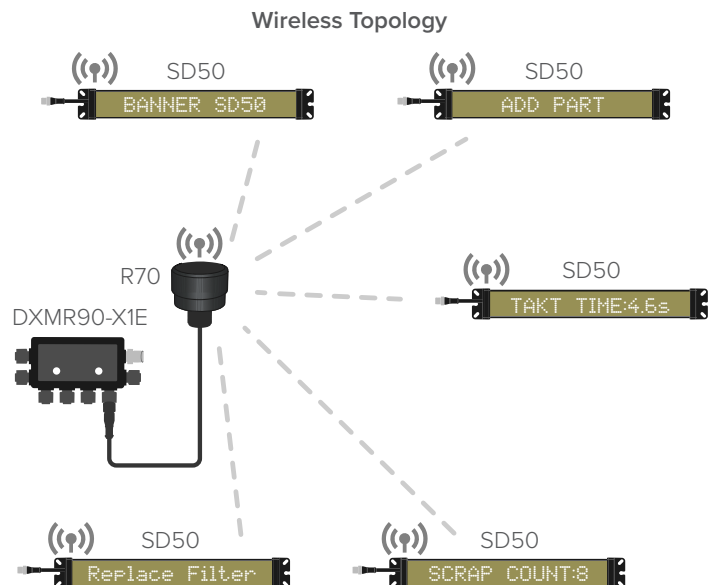 Wireless Topology
SD50
BANNER SD50
SD50
ADD PART
R70
SD50
TAKT TIME:4.6s
DXMR90-X1E
SD50
Replace Filter
SD50
SCRAP COUNT:8